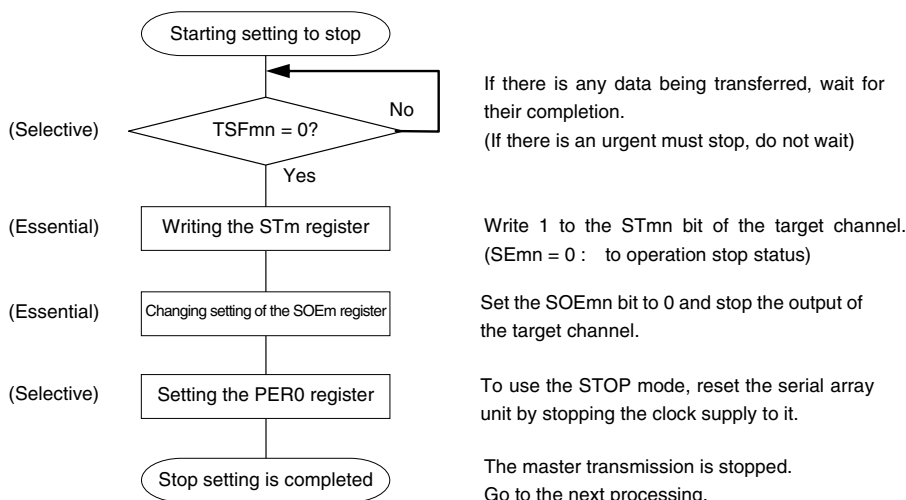 Starting setting to stop
If there is any data being transferred, wait for
their completion.
(If there is an urgent must stop, do not wait)
(Selective)
TSFmn = 0?
No
Yes
(Essential)
Writing the STm register
Write 1 to the STmn bit of the target channel.
(SEmn = 0 : to operation stop status)
(Essential)
Changing setting of the SOEm register
Set the SOEmn bit to 0 and stop the output of
the target channel.
(Selective)
Setting the PER0 register
To use the STOP mode, reset the serial array
unit by stopping the clock supply to it.
Stop setting is completed
The master transmission is stopped.
Go to the next processing.